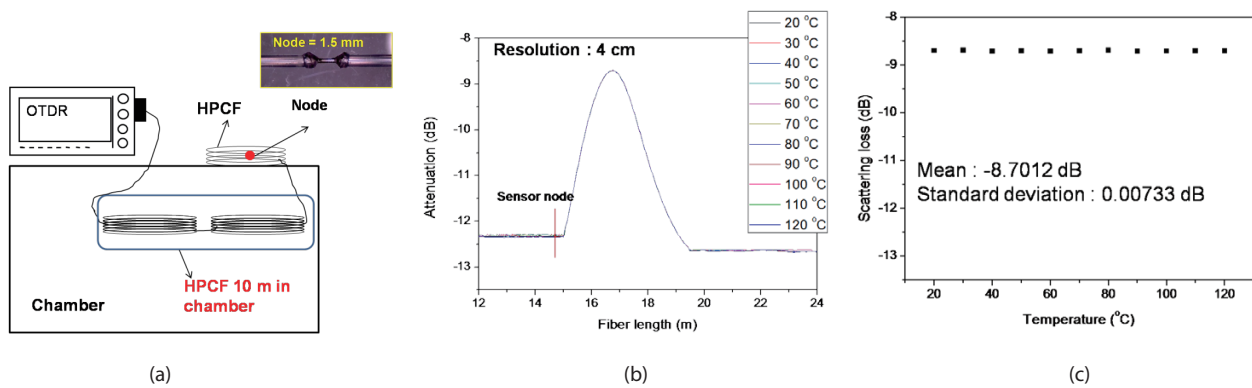 Node = 1.5 mm
OTDR
HPCF
Node
HPCF 10 m in
chamber
Chamber
(a)
Resolution : 4 cm
20 °C
30 °C
40 °C
50 °C
60 °C
70 °C
80 °C
90 °C
100 °C
110 °C
120 °C
Sensor node
Attenuation (dB)
-8
-9
-10
-11
-12
-13
12 14 16 18 20 22 24
Fiber length (m)
(b)
Scattering loss (dB)
-8
-9
-10
-11
-12
-13
Mean : -8.7012 dB
Standard deviation : 0.00733 dB
20 40 60 80 100 120
Temperature (°C)
(c)